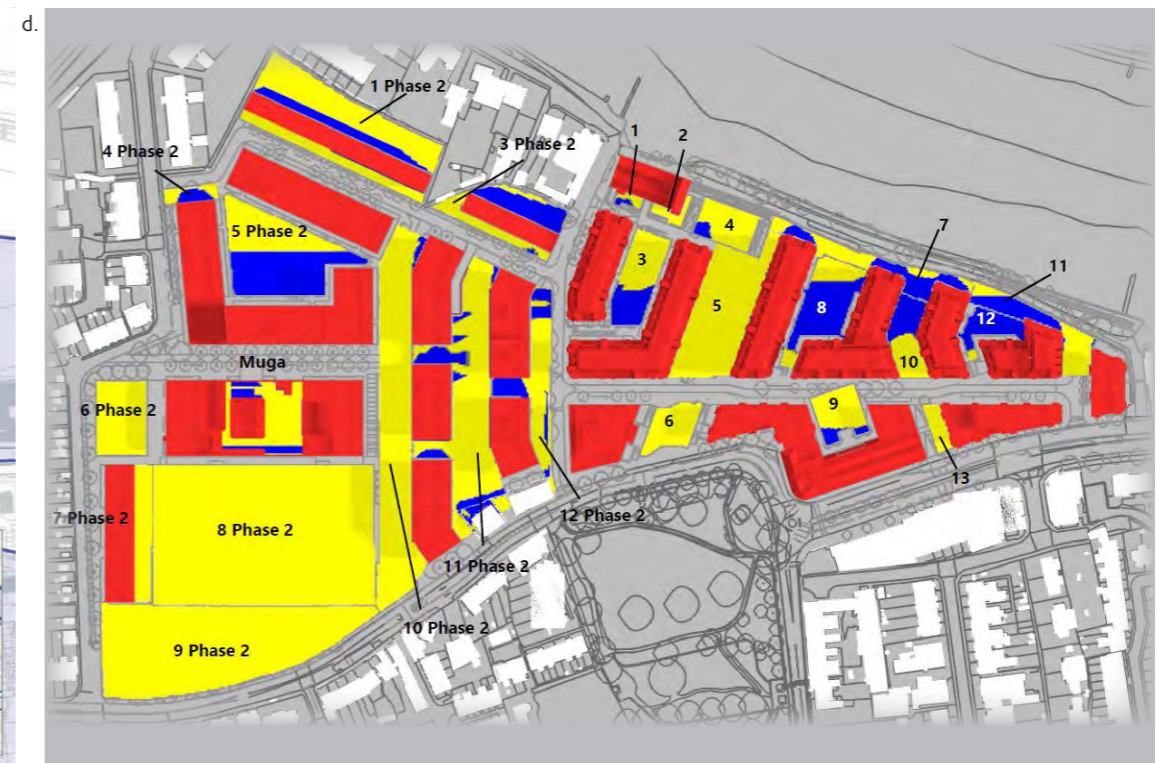 d.
1 Phase 2
3 Phase 2
4 Phase 2
1
2
5 Phase 2
4
7
3
11
5
8
12
Muga
10
6 Phase 2
9
6
13
7 Phase 2
8 Phase 2
12 Phase 2
11 Phase 2
10 Phase 2
9 Phase 2